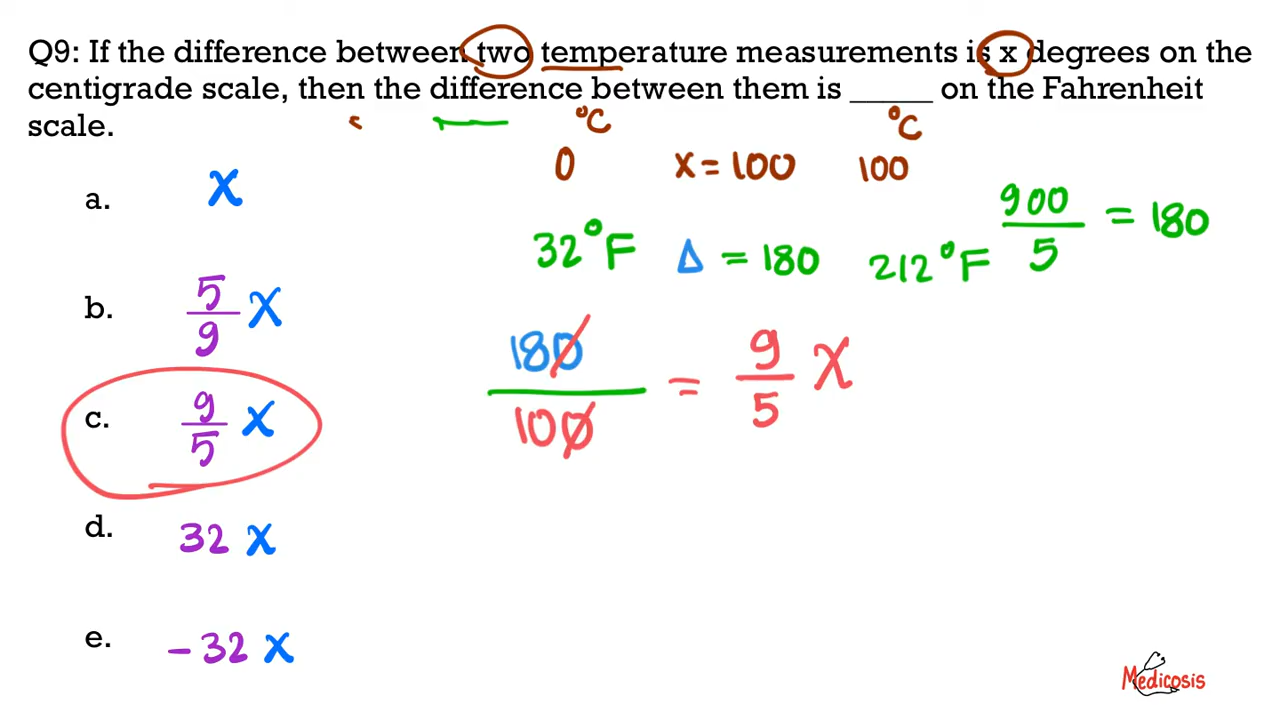 Q9: If the difference between two temperature measurements is x degrees on the
centigrade scale, then the difference between them is _____ on the Fahrenheit
scale.
°C °C
0 x = 100 100
a. x
32°F Δ = 180 212°F
900/5 = 180
b. 5/9 x
180/100 = 9/5 x
c. 9/5 x
d. 32 x
e. -32 x
Medicosis